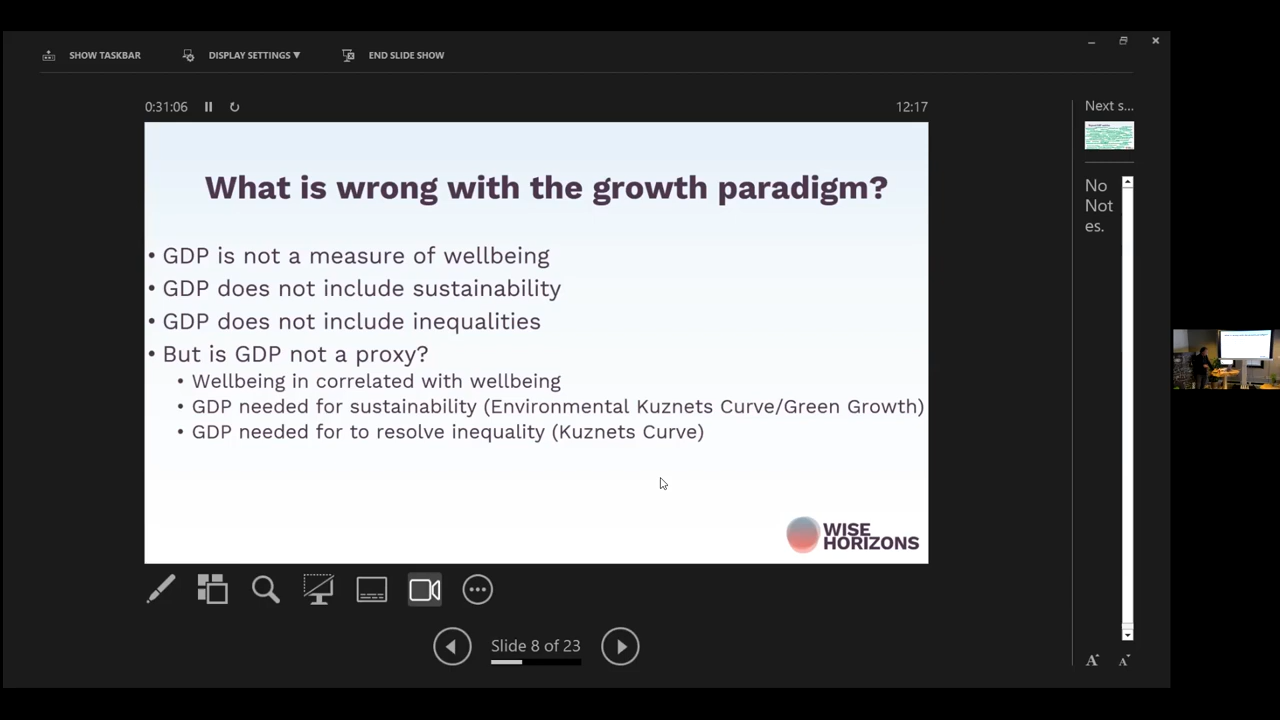 SHOW TASKBAR
DISPLAY SETTINGS ▼
END SLIDE SHOW
0:31:06
12:17
Next s...
What is wrong with the growth paradigm?
• GDP is not a measure of wellbeing
• GDP does not include sustainability
• GDP does not include inequalities
• But is GDP not a proxy?
• Wellbeing in correlated with wellbeing
• GDP needed for sustainability (Environmental Kuznets Curve/Green Growth)
• GDP needed for to resolve inequality (Kuznets Curve)
WISE
HORIZONS
No
Not
es.
Slide 8 of 23
A
A